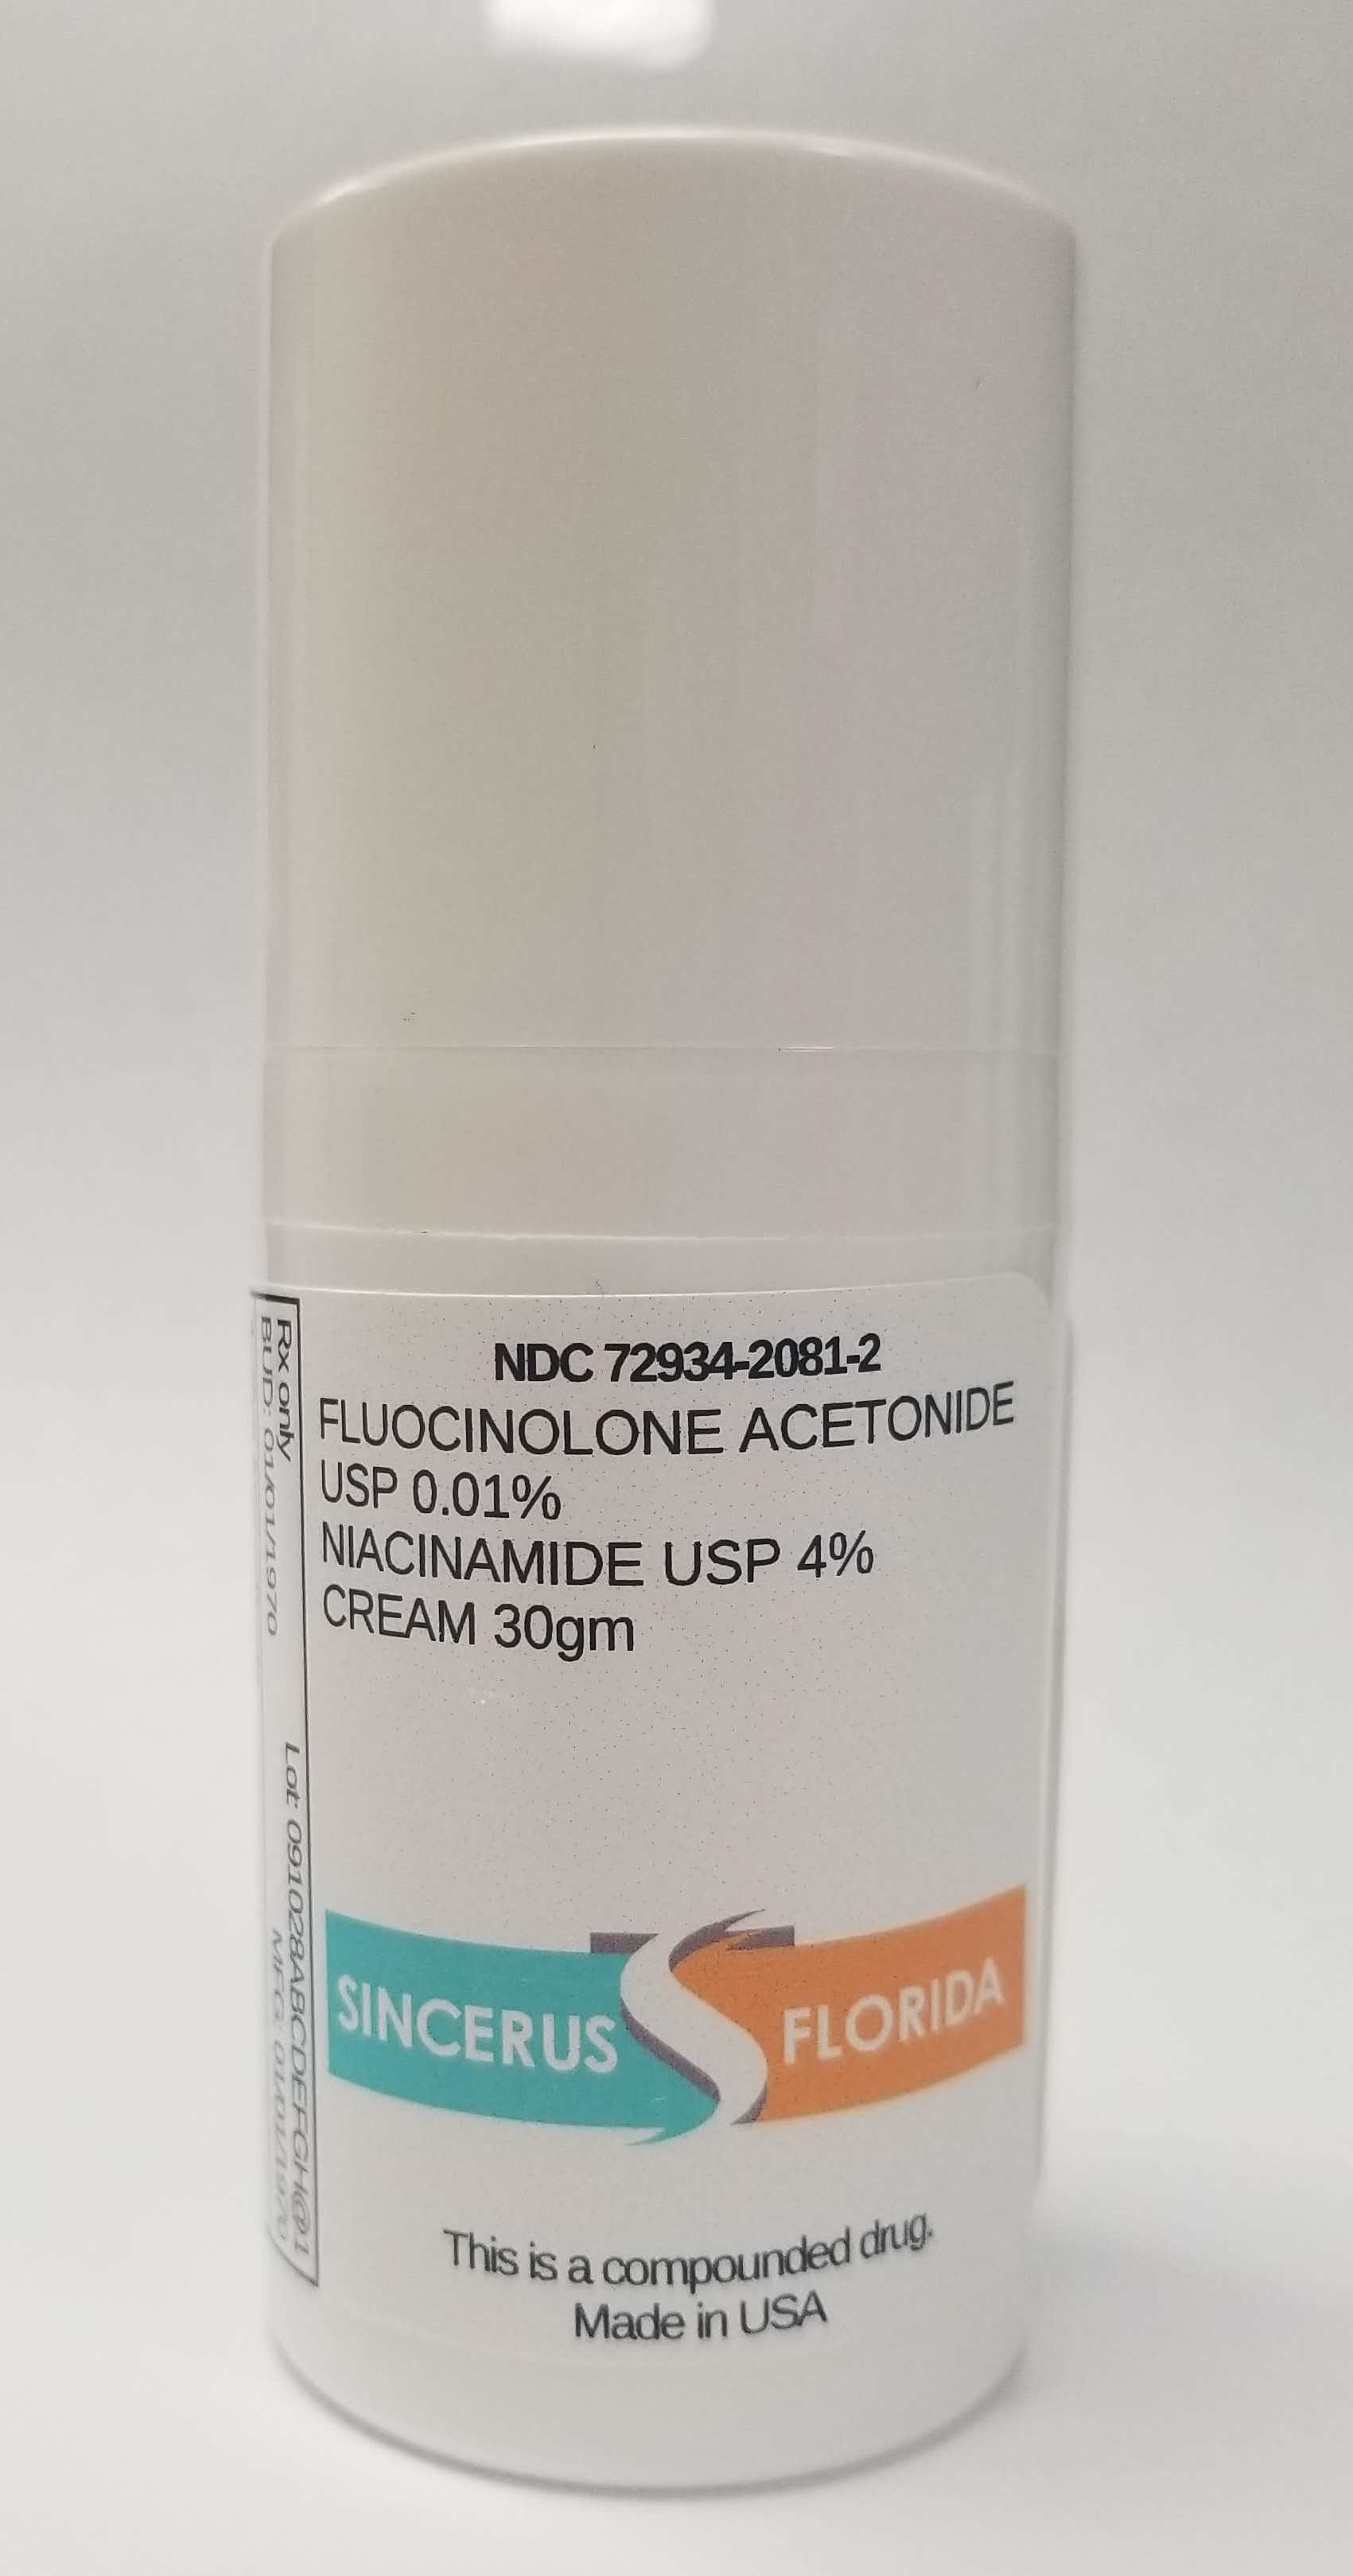 NDC 72934-2081-2
FLUOCINOLONE ACETONIDE
USP 0.01%
NIACINAMIDE USP 4%
CREAM 30gm
SINCERUS FLORIDA
This is a compounded drug.
Made in USA
Rx only Lot: 091028ABCDEFGH@1
BUD: 01/01/1970 MFG: 01/01/1970